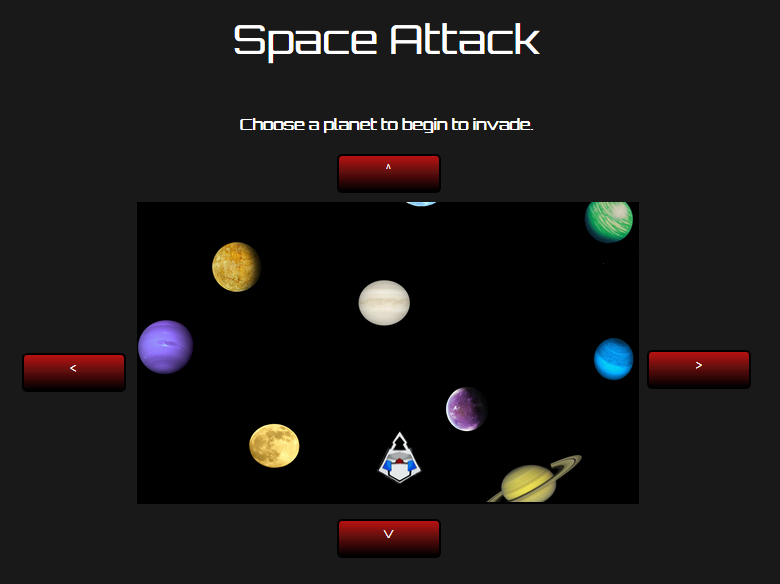 Space Attack
Choose a planet to begin to invade.
^
<
>
V